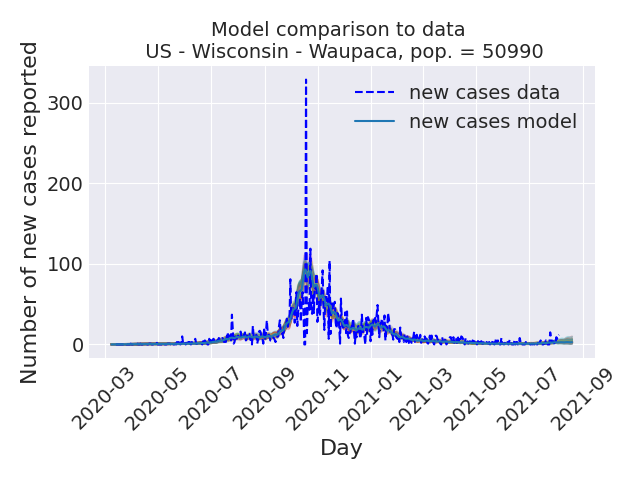 Model comparison to data
US - Wisconsin - Waupaca, pop. = 50990
Number of new cases reported
300
200
100
0
new cases data
new cases model
2020-03
2020-05
2020-07
2020-09
2020-11
2021-01
2021-03
2021-05
2021-07
2021-09
Day